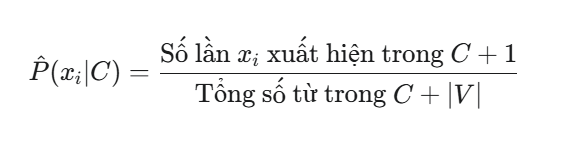 P̂(xᵢ|C) = (Số lần xᵢ xuất hiện trong C + 1) / (Tổng số từ trong C + |V|)